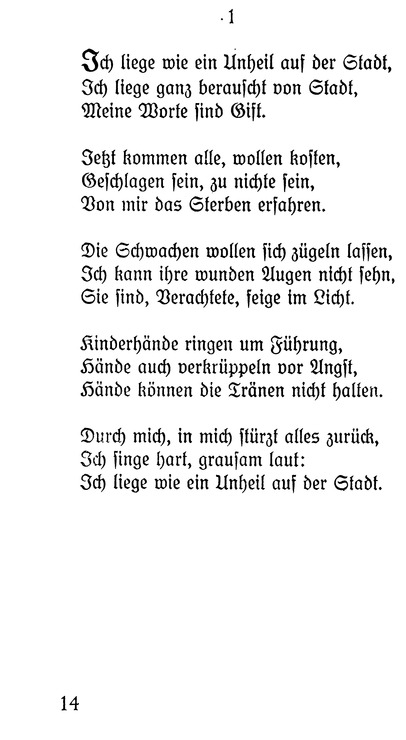 1
Ich liege wie ein Unheil auf der Stadt,
Ich liege ganz berauscht von Stadt,
Meine Worte sind Gift.
Jetzt kommen alle, wollen kosten,
Geschlagen sein, zu nichte sein,
Von mir das Sterben erfahren.
Die Schwachen wollen sich zügeln lassen,
Ich kann ihre wunden Augen nicht sehn,
Sie sind, Verachtete, feige im Licht.
Kinderhände ringen um Führung,
Hände auch verkrüppeln vor Angst,
Hände können die Tränen nicht halten.
Durch mich, in mich stürzt alles zurück,
Ich singe hart, grausam laut:
Ich liege wie ein Unheil auf der Stadt.
14